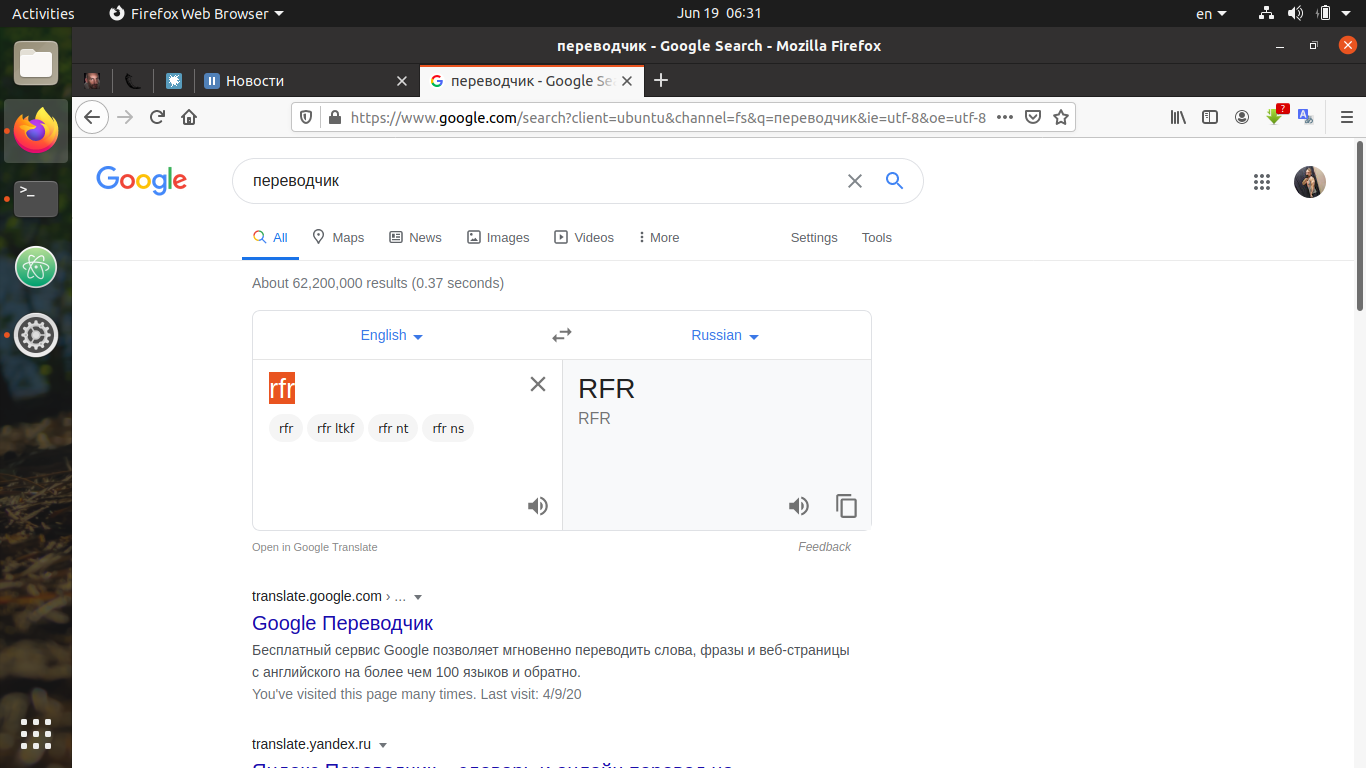 Activities
Firefox Web Browser
Jun 19 06:31
en
переводчик - Google Search - Mozilla Firefox
Новости
переводчик - Google Se
https://www.google.com/search?client=ubuntu&channel=fs&q=переводчик&ie=utf-8&oe=utf-8
?
Google
переводчик
All
Maps
News
Images
Videos
More
Settings
Tools
About 62,200,000 results (0.37 seconds)
English
Russian
rfr
RFR
RFR
rfr
rfr ltkf
rfr nt
rfr ns
Open in Google Translate
Feedback
translate.google.com › ...
Google Переводчик
Бесплатный сервис Google позволяет мгновенно переводить слова, фразы и веб-страницы
с английского на более чем 100 языков и обратно.
You've visited this page many times. Last visit: 4/9/20
translate.yandex.ru